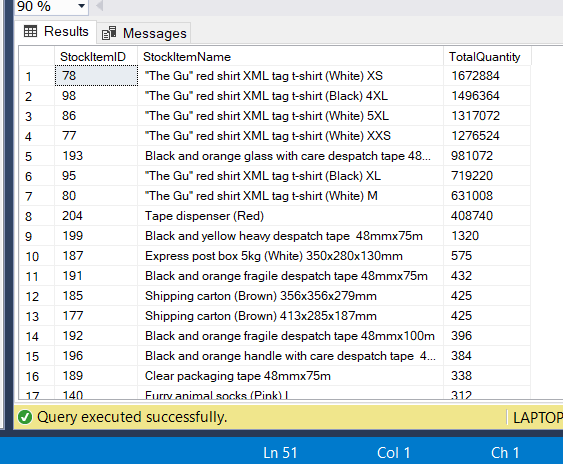 90 %
Results Messages
StockItemID StockItemName TotalQuantity
1 78 "The Gu" red shirt XML tag t-shirt (White) XS 1672884
2 98 "The Gu" red shirt XML tag t-shirt (Black) 4XL 1496364
3 86 "The Gu" red shirt XML tag t-shirt (White) 5XL 1317072
4 77 "The Gu" red shirt XML tag t-shirt (White) XXS 1276524
5 193 Black and orange glass with care despatch tape 48... 981072
6 95 "The Gu" red shirt XML tag t-shirt (Black) XL 719220
7 80 "The Gu" red shirt XML tag t-shirt (White) M 631008
8 204 Tape dispenser (Red) 408740
9 199 Black and yellow heavy despatch tape 48mmx75m 1320
10 187 Express post box 5kg (White) 350x280x130mm 575
11 191 Black and orange fragile despatch tape 48mmx75m 432
12 185 Shipping carton (Brown) 356x356x279mm 425
13 177 Shipping carton (Brown) 413x285x187mm 425
14 192 Black and orange fragile despatch tape 48mmx100m 396
15 196 Black and orange handle with care despatch tape 4... 384
16 189 Clear packaging tape 48mmx75m 338
17 140 Furry animal socks (Pink) L 312
Query executed successfully. LAPTOP
Ln 51 Col 1 Ch 1